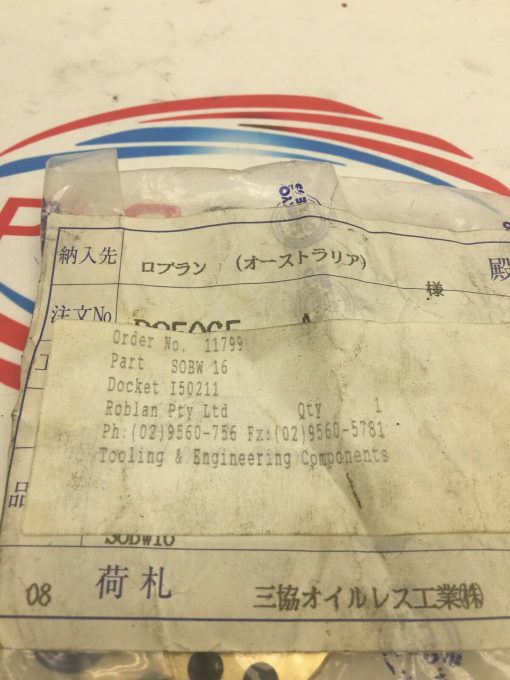 納入先 ロブラン (オーストラリア) 様 殿
注文No.
Order No. 11799
Part SOBW 16
Docket I50211
Roblan Pty Ltd Qty 1
Ph:(02)9560-756 Fx:(02)9560-5781
Tooling & Engineering Components
品
SOBW16
08 荷札 三協オイルレス工業㈱